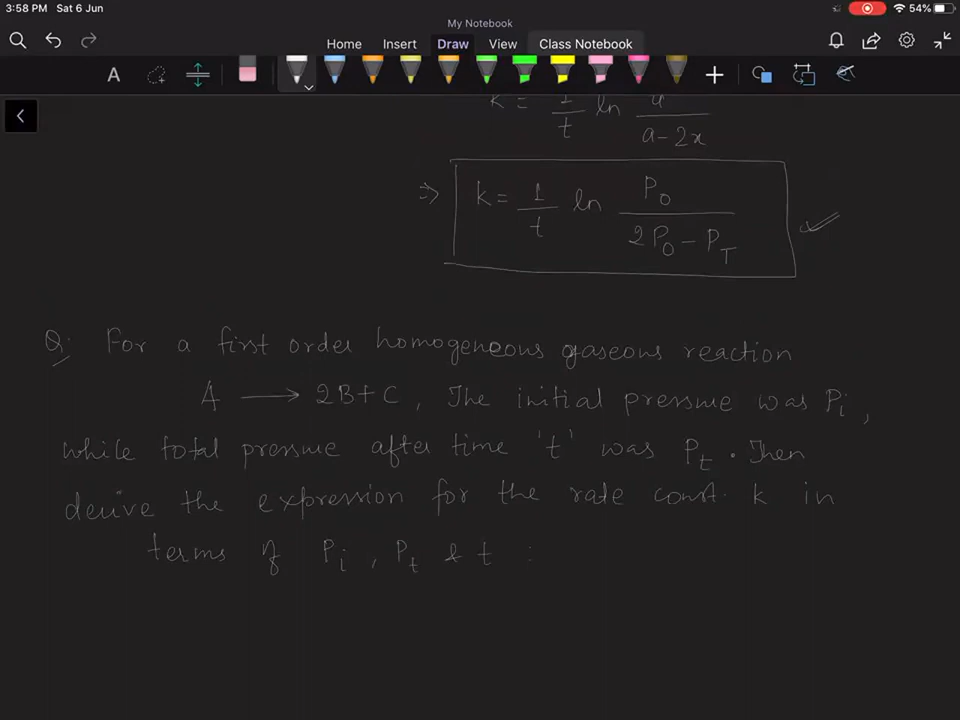 3:58 PM Sat 6 Jun 54%
My Notebook
Home Insert Draw View Class Notebook
A
k = 1/t ln a/(a-2x)
⇒ k = 1/t ln P₀/(2P₀ - P_T)
Q. For a first order homogeneous gaseous reaction
A → 2B+C, The initial pressure was Pi,
while total pressure after time 't' was Pt. Then
derive the expression for the rate const. k in
terms of Pi, Pt & t :